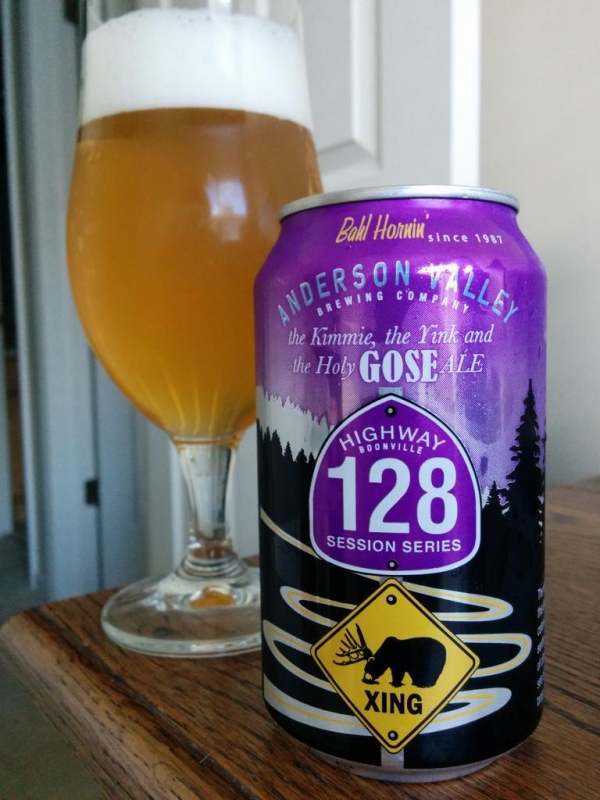 Bahl Hornin' since 1987
ANDERSON VALLEY
BREWING COMPANY
the Kimmie, the Yink and
the Holy GOSE ALE
HIGHWAY
BOONVILLE
128
SESSION SERIES
XING